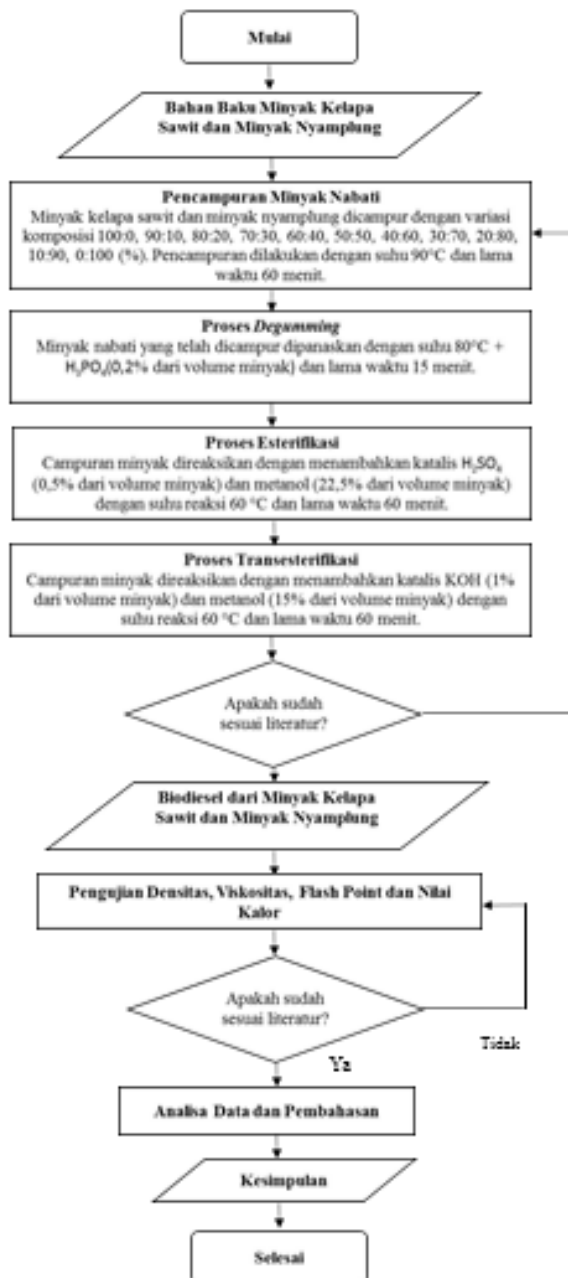 Mulai
Bahan Baku Minyak Kelapa
Sawit dan Minyak Nyamplung
Pencampuran Minyak Nabati
Minyak kelapa sawit dan minyak nyamplung dicampur dengan variasi
komposisi 100:0, 90:10, 80:20, 70:30, 60:40, 50:50, 40:60, 30:70, 20:80,
10:90, 0:100 (%). Pencampuran dilakukan dengan suhu 90°C dan lama
waktu 60 menit.
Proses Degumming
Minyak nabati yang telah dicampur dipanaskan dengan suhu 80°C +
H₃PO₄(0,2% dari volume minyak) dan lama waktu 15 menit.
Proses Esterifikasi
Campuran minyak direaksikan dengan menambahkan katalis H₂SO₄
(0,5% dari volume minyak) dan metanol (22,5% dari volume minyak)
dengan suhu reaksi 60 °C dan lama waktu 60 menit.
Proses Transesterifikasi
Campuran minyak direaksikan dengan menambahkan katalis KOH (1%
dari volume minyak) dan metanol (15% dari volume minyak) dengan
suhu reaksi 60 °C dan lama waktu 60 menit.
Apakah sudah
sesuai literatur?
Biodiesel dari Minyak Kelapa
Sawit dan Minyak Nyamplung
Pengujian Densitas, Viskositas, Flash Point dan Nilai
Kalor
Apakah sudah
sesuai literatur?
Tidak
Ya
Analisa Data dan Pembahasan
Kesimpulan
Selesai